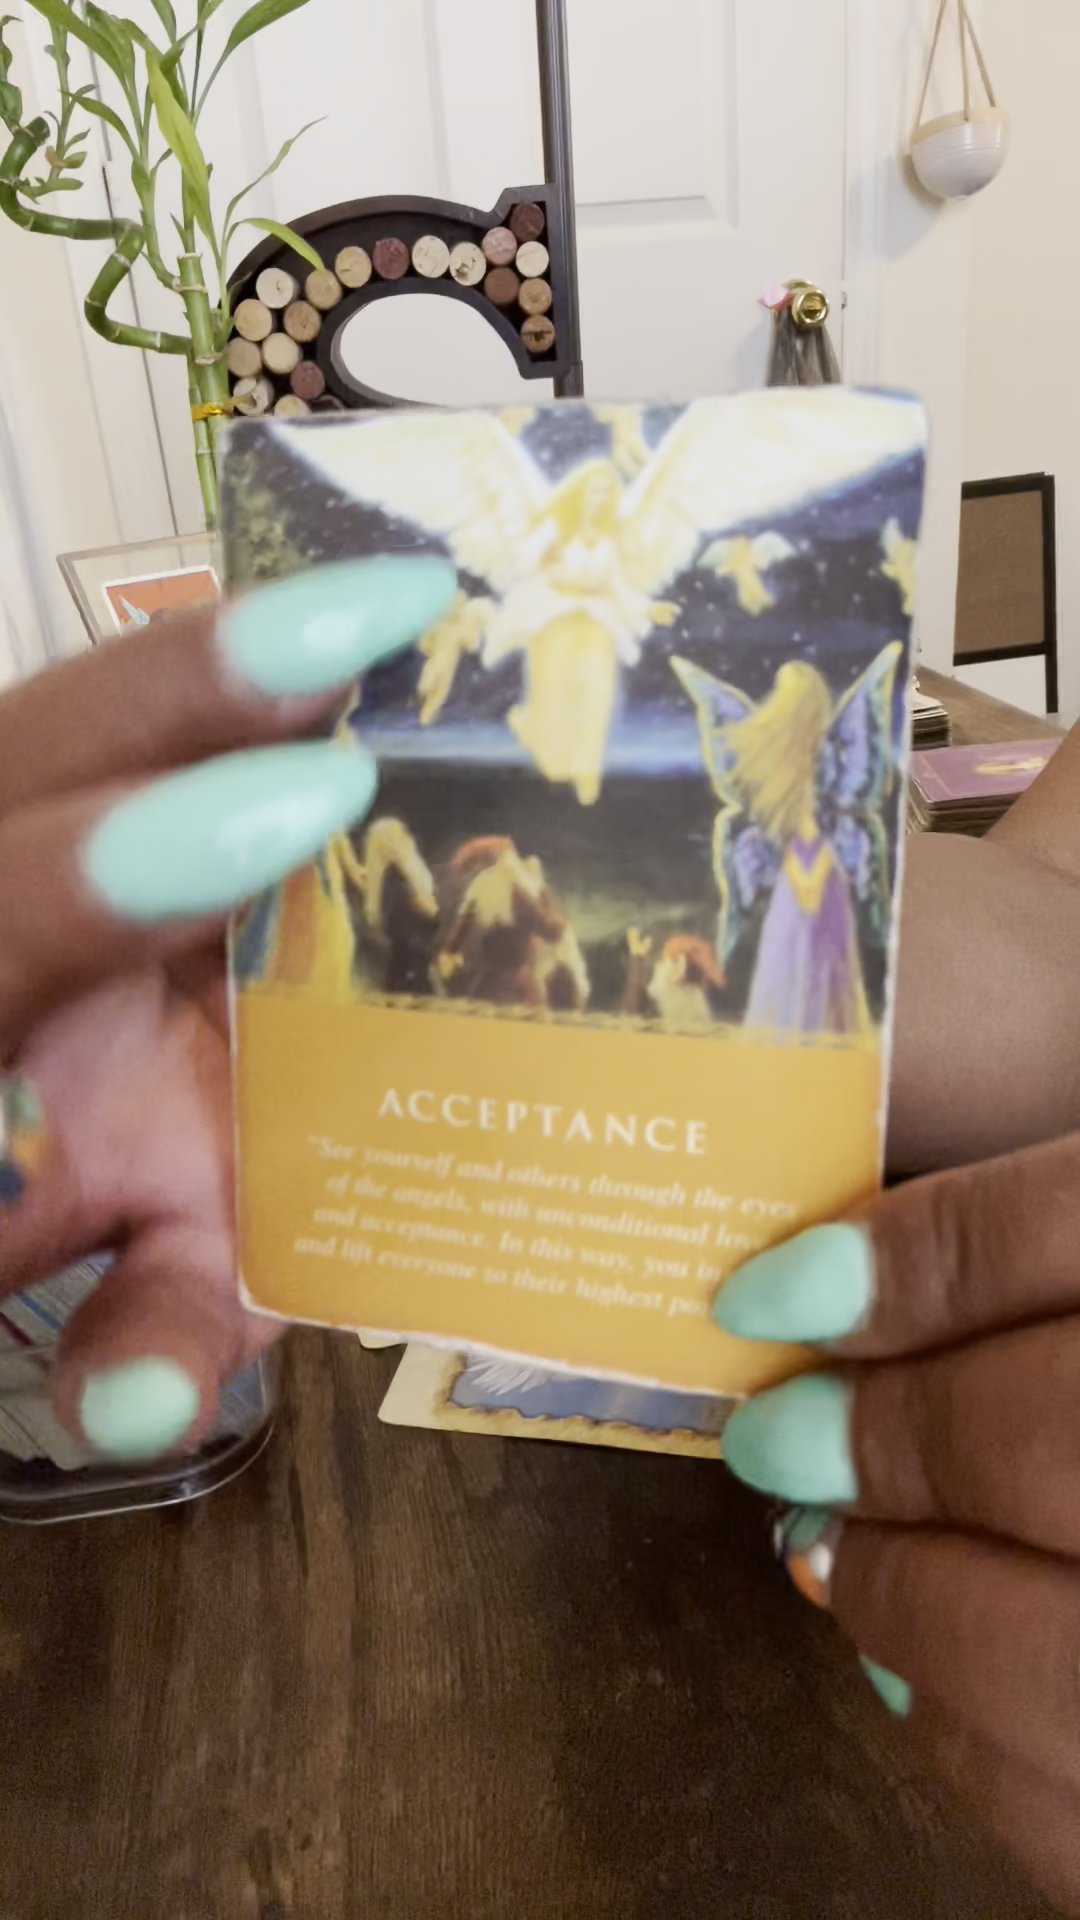 ACCEPTANCE
"See yourself and others through the eyes
of the angels, with unconditional
and acceptance. In this way, you
and lift everyone to their highest